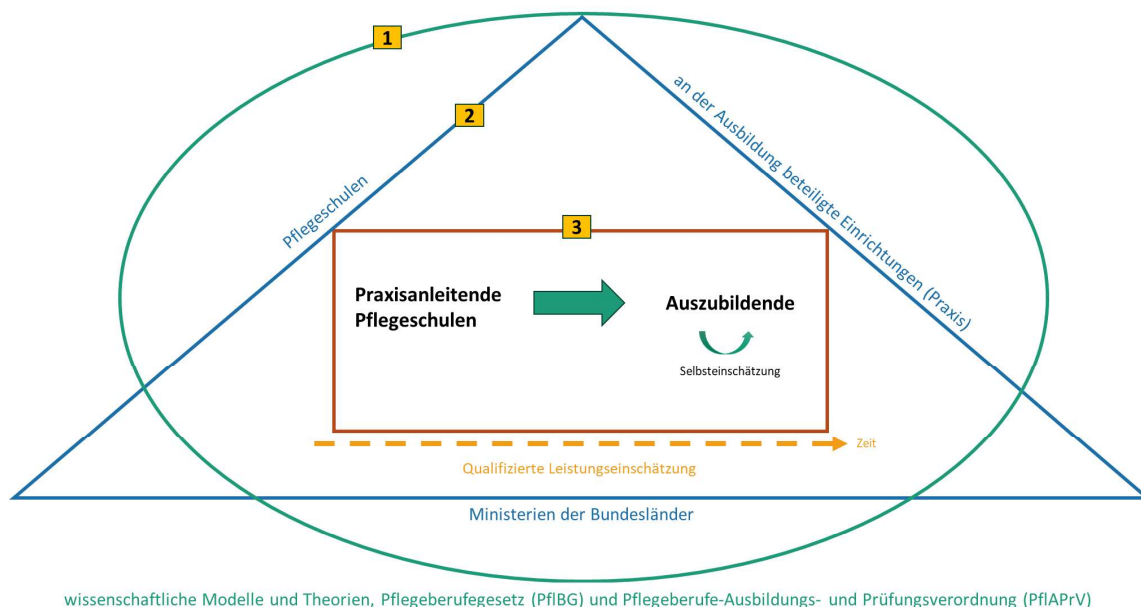 1
2
an der Ausbildung beteiligte Einrichtungen (Praxis)
Pflegeschulen
3
Praxisanleitende
Pflegeschulen
Auszubildende
Selbsteinschätzung
Zeit
Qualifizierte Leistungseinschätzung
Ministerien der Bundesländer
wissenschaftliche Modelle und Theorien, Pflegeberufegesetz (PflBG) und Pflegeberufe-Ausbildungs- und Prüfungsverordnung (PflAPrV)